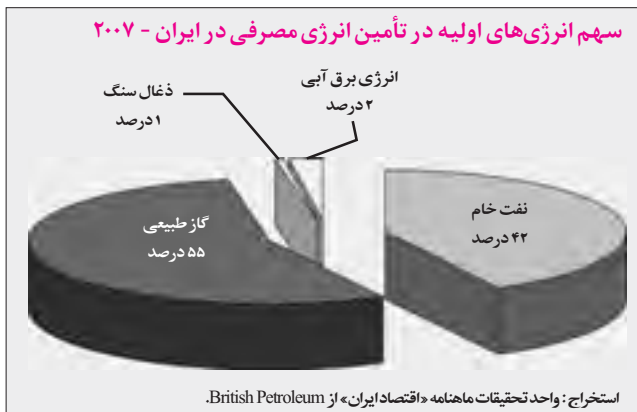 سهم انرژی‌های اولیه در تأمین انرژی مصرفی در ایران - ۲۰۰۷
انرژی برق آبی
۲ درصد
ذغال سنگ
۱ درصد
نفت خام
۴۲ درصد
گاز طبیعی
۵۵ درصد
استخراج: واحد تحقیقات ماهنامه «اقتصاد ایران» از British Petroleum.